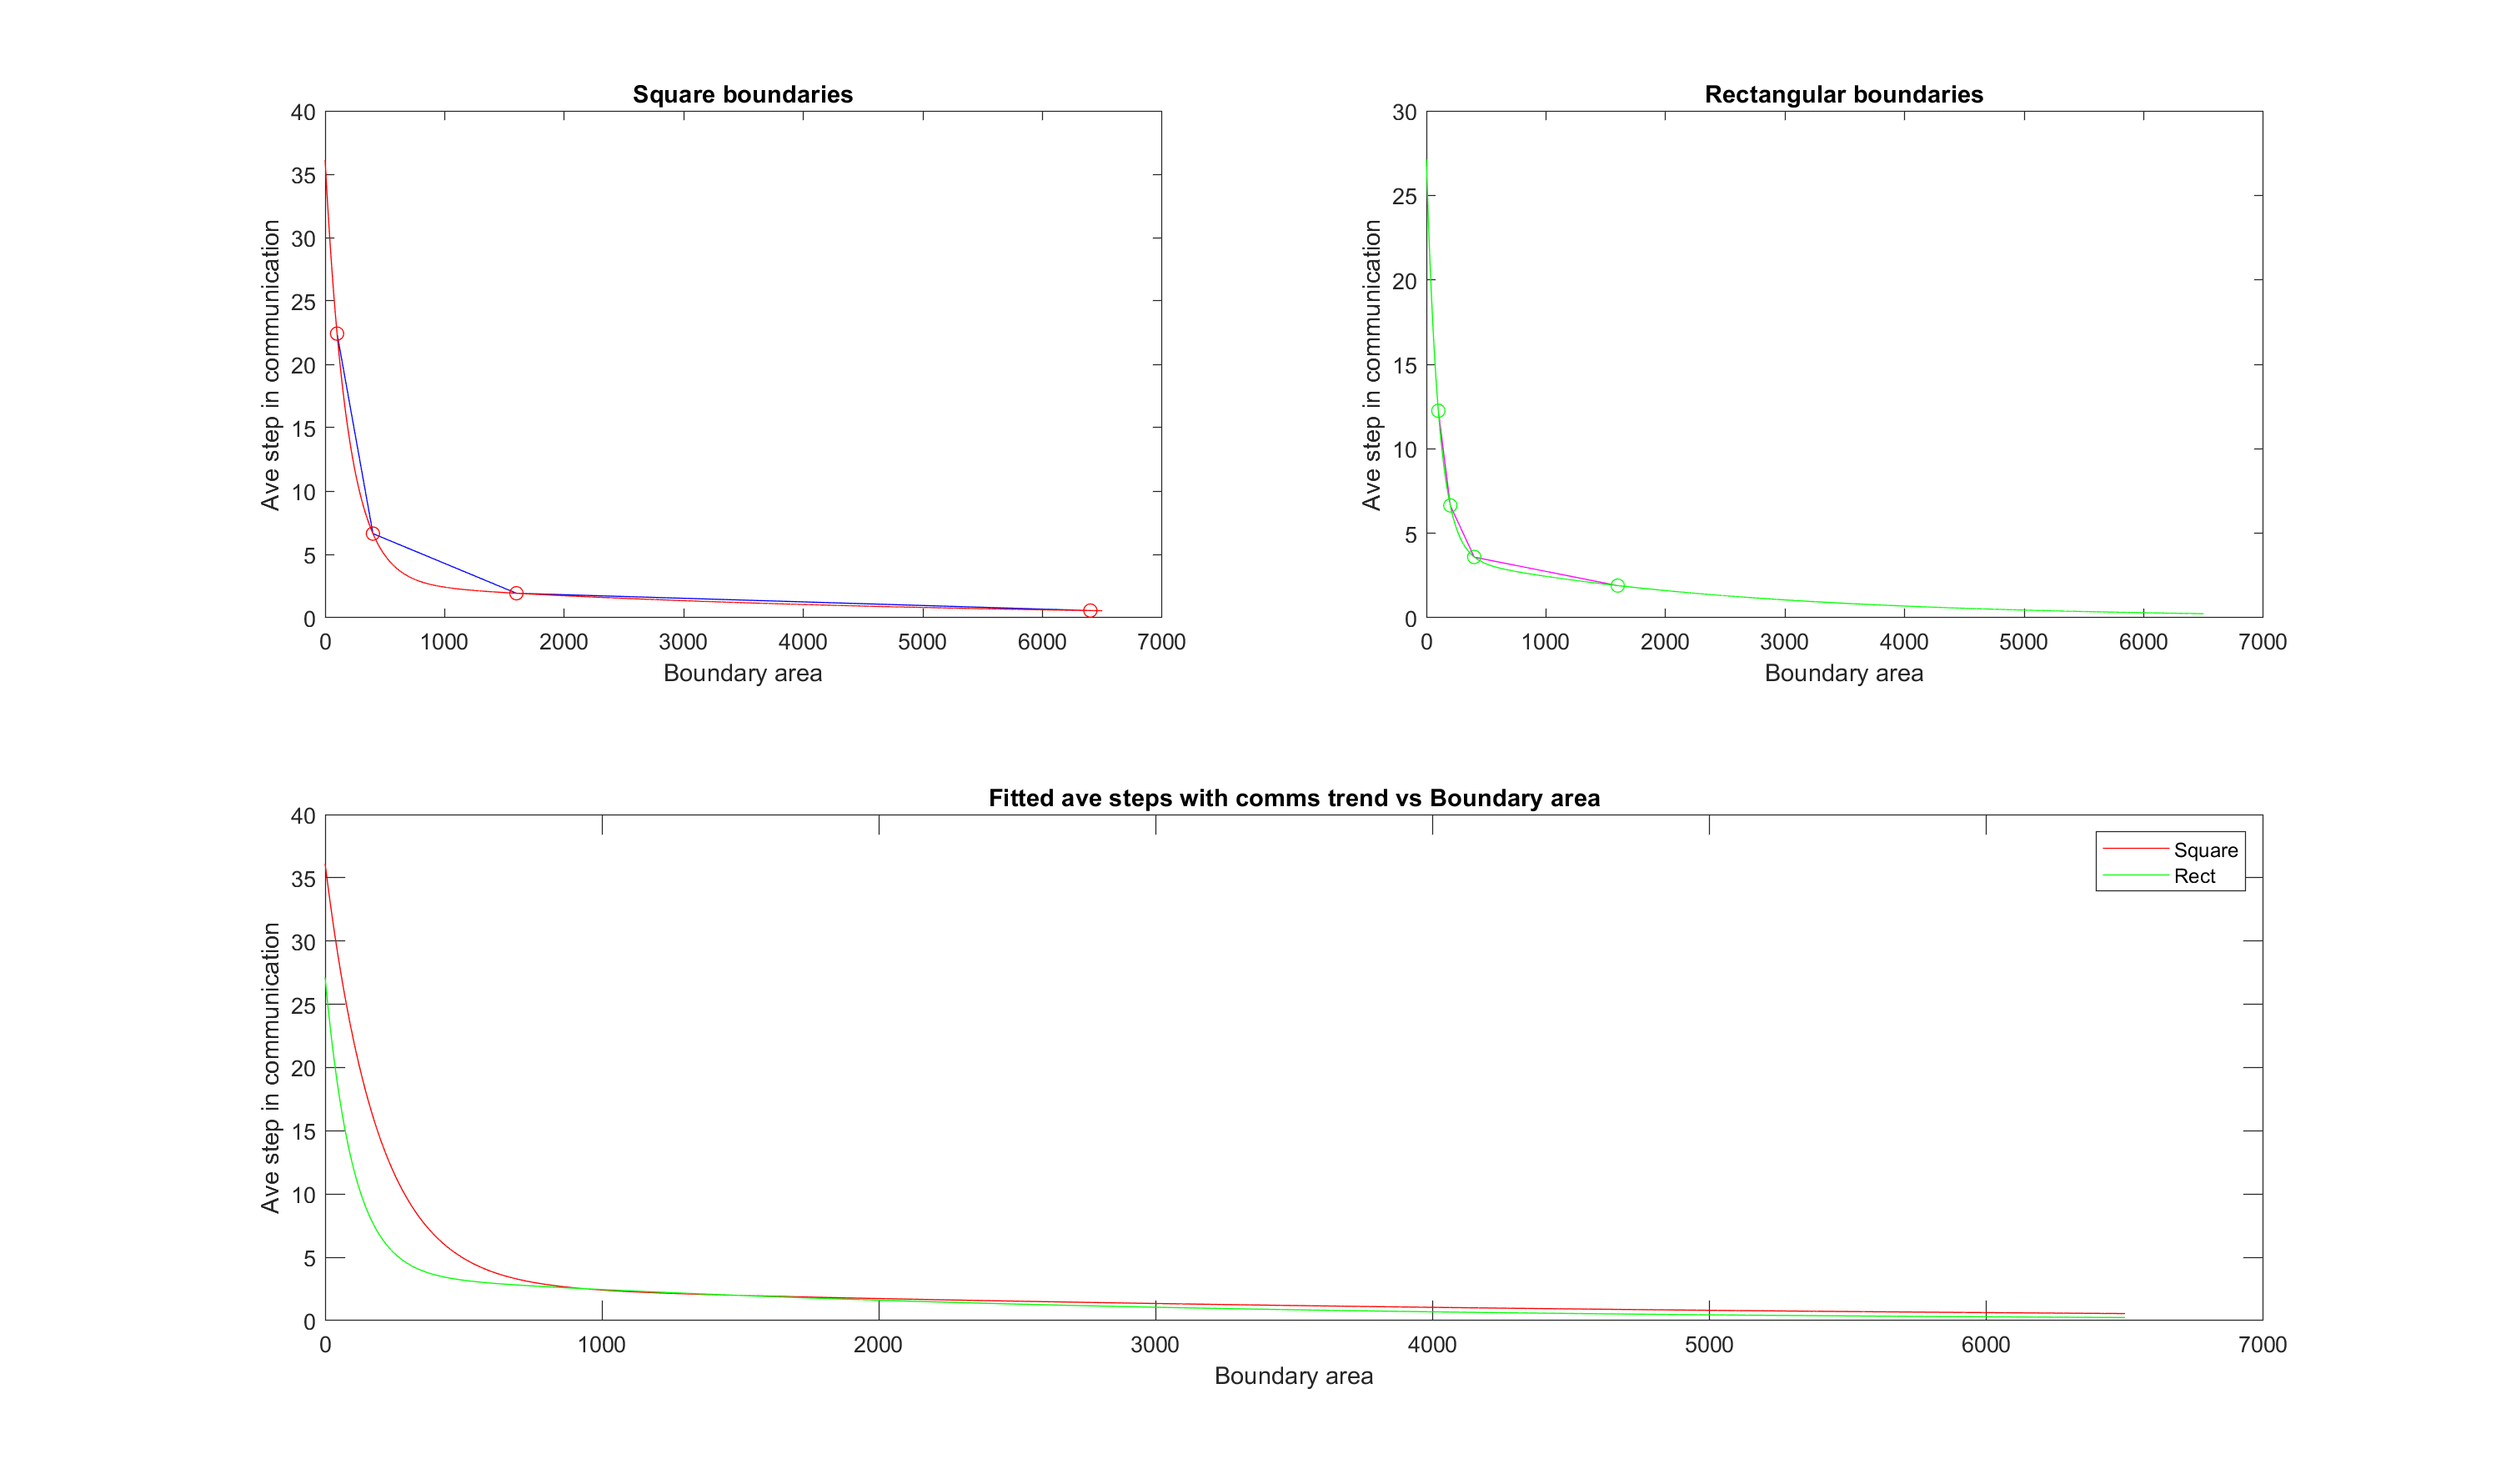 Square boundaries
40
35
30
25
20
15
10
5
0
Ave step in communication
0 1000 2000 3000 4000 5000 6000 7000
Boundary area
Rectangular boundaries
30
25
20
15
10
5
0
Ave step in communication
0 1000 2000 3000 4000 5000 6000 7000
Boundary area
Fitted ave steps with comms trend vs Boundary area
40
35
30
25
20
15
10
5
0
Ave step in communication
Square
Rect
0 1000 2000 3000 4000 5000 6000 7000
Boundary area